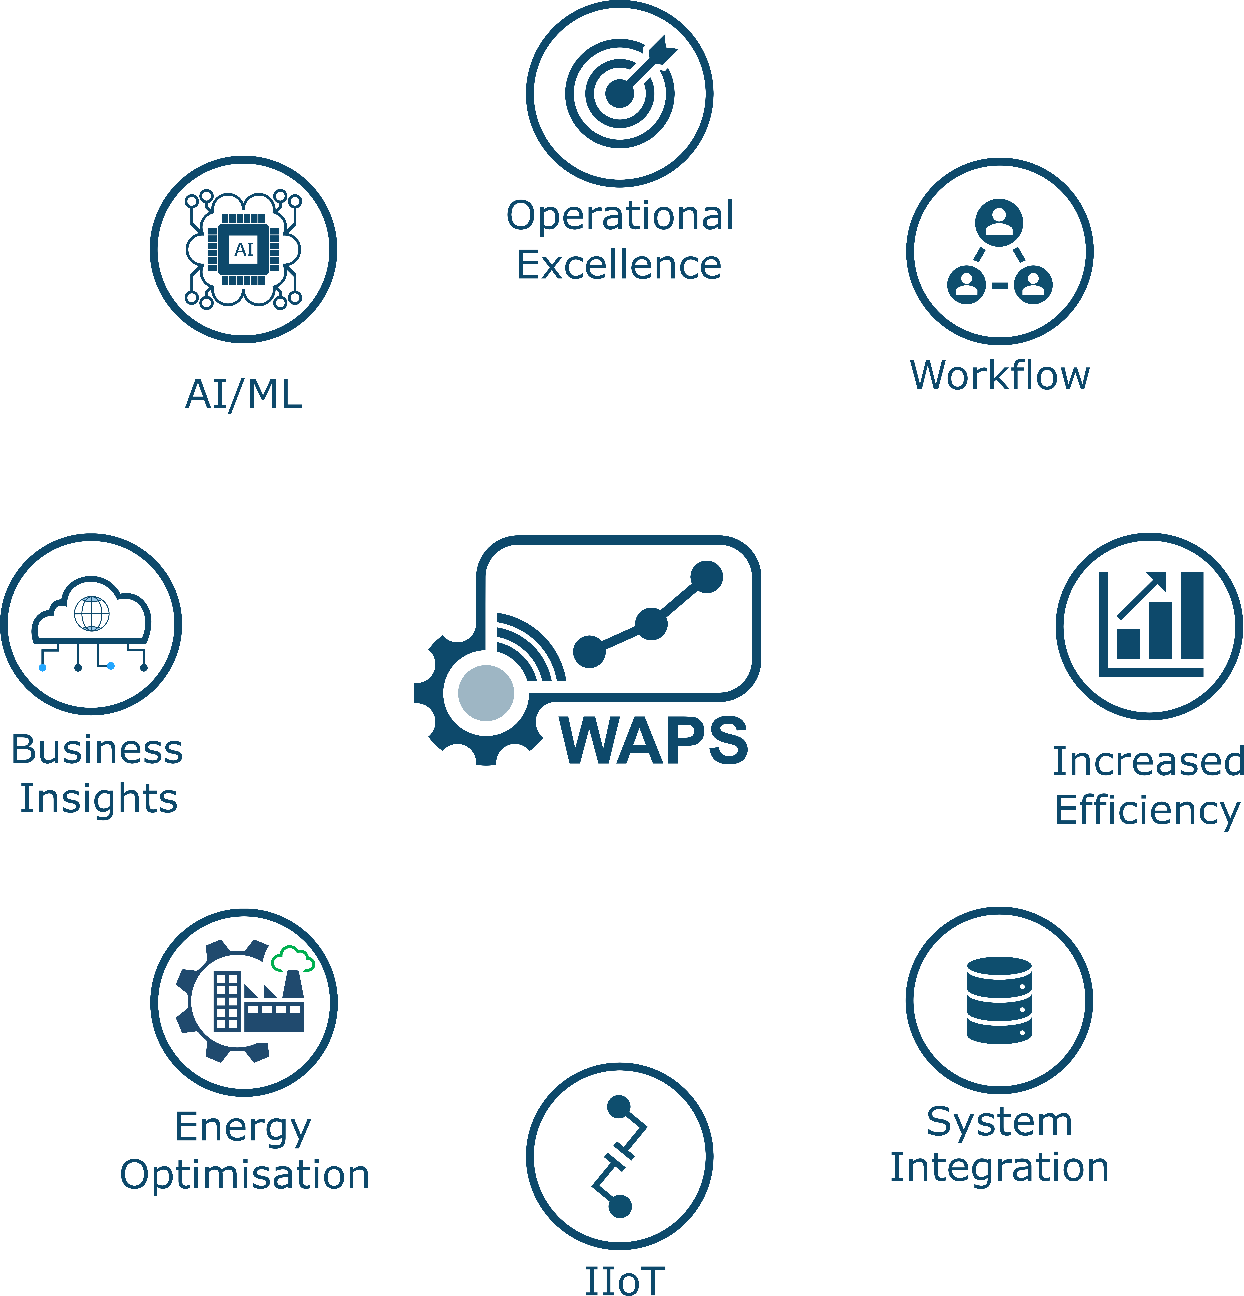 Operational
Excellence
AI
AI/ML
Workflow
WAPS
Business
Insights
Increased
Efficiency
Energy
Optimisation
System
Integration
IIoT